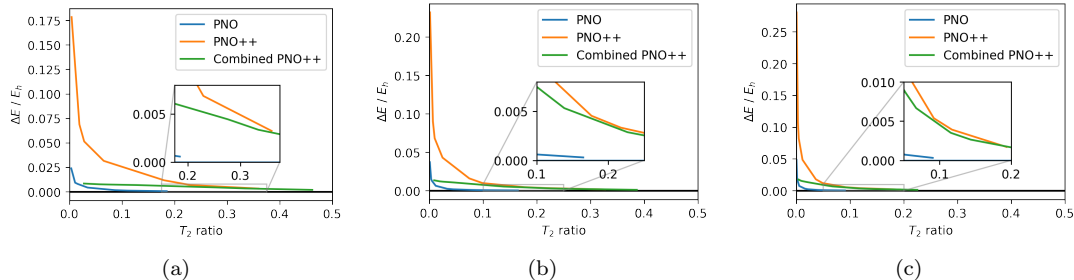 0.175
0.150
0.125
0.100
0.075
0.050
0.025
0.000
ΔE / E_h
PNO
PNO++
Combined PNO++
0.005
0.000
0.2
0.3
0.0
0.1
0.2
0.3
0.4
0.5
T_2 ratio
(a)
0.20
0.15
0.10
0.05
0.00
ΔE / E_h
PNO
PNO++
Combined PNO++
0.005
0.000
0.1
0.2
0.0
0.1
0.2
0.3
0.4
0.5
T_2 ratio
(b)
0.25
0.20
0.15
0.10
0.05
0.00
ΔE / E_h
PNO
PNO++
Combined PNO++
0.010
0.005
0.000
0.1
0.2
0.0
0.1
0.2
0.3
0.4
0.5
T_2 ratio
(c)